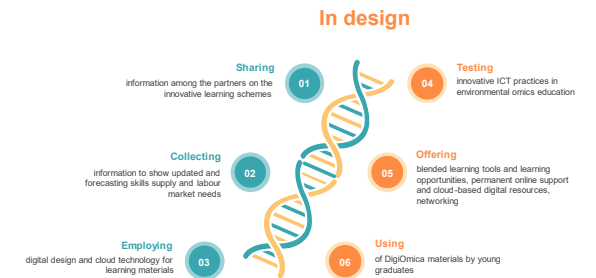 In design
Sharing
information among the partners on the
innovative learning schemes
01
Collecting
information to show updated and
forecasting skills supply and labour
market needs
02
Employing
digital design and cloud technology for
learning materials
03
04
Testing
innovative ICT practices in
environmental omics education
05
Offering
blended learning tools and learning
opportunities, permanent online support
and cloud-based digital resources,
networking
06
Using
of DigiOmica materials by young
graduates